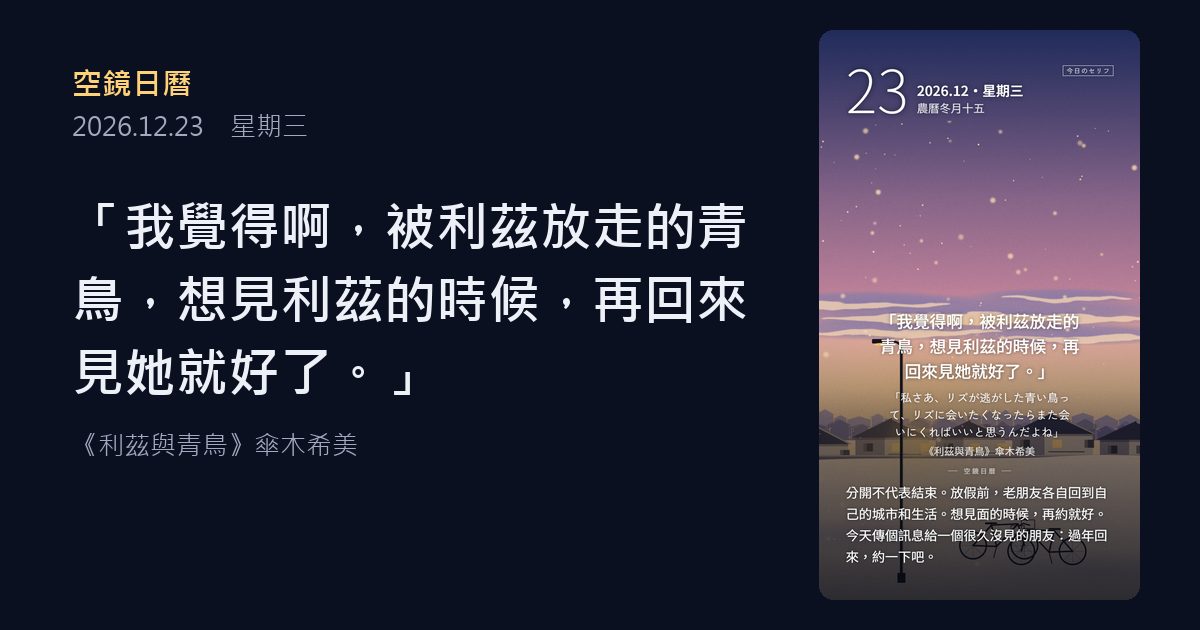 空鏡日曆
2026.12.23 星期三
「我覺得啊，被利茲放走的青
鳥，想見利茲的時候，再回來
見她就好了。」
《利茲與青鳥》傘木希美
23
2026.12・星期三
農曆冬月十五
今日のセリフ
「我覺得啊，被利茲放走的
青鳥，想見利茲的時候，再
回來見她就好了。」
「私さあ、リズが逃がした青い鳥っ
て、リズに会いたくなったらまた会
いにくればいいと思うんだよね」
《利茲與青鳥》傘木希美
— 空鏡日曆 —
分開不代表結束。放假前，老朋友各自回到自
己的城市和生活。想見面的時候，再約就好。
今天傳個訊息給一個很久沒見的朋友：過年回
來，約一下吧。